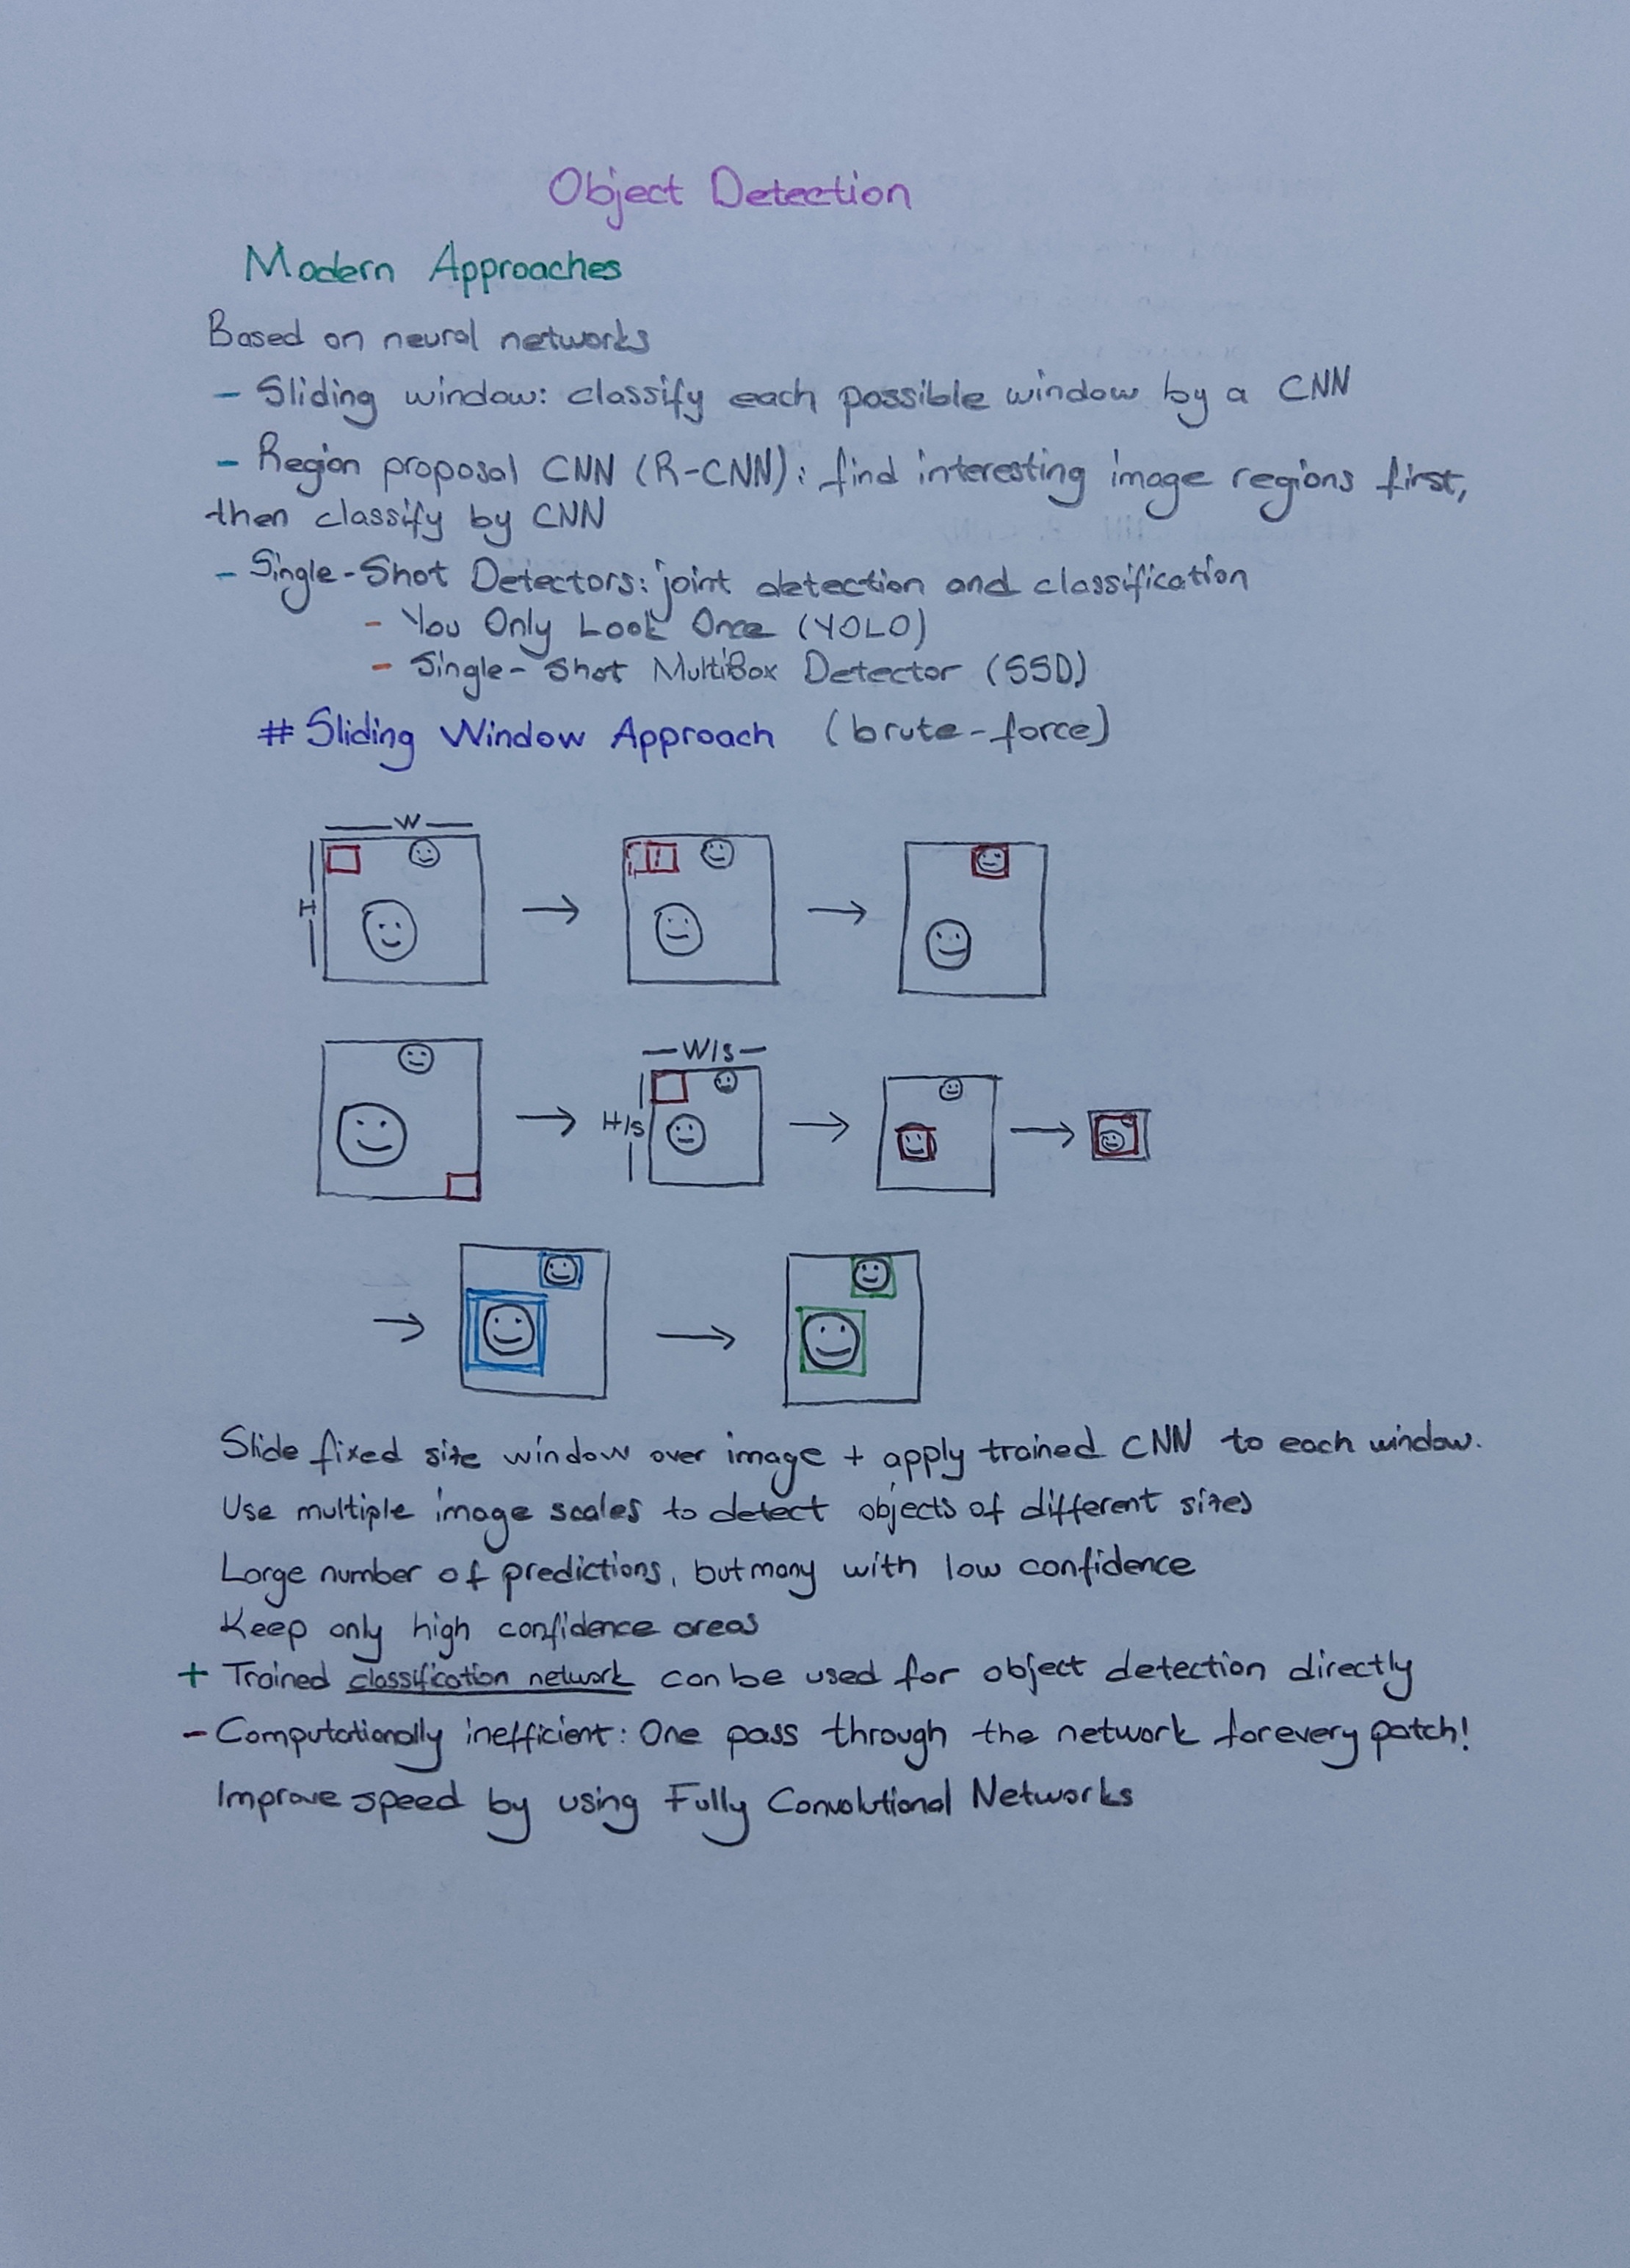 Object Detection
Modern Approaches
Based on neural networks
- Sliding window: classify each possible window by a CNN
- Region proposal CNN (R-CNN): find interesting image regions first,
then classify by CNN
- Single-Shot Detectors: joint detection and classification
- You Only Look Once (YOLO)
- Single-Shot MultiBox Detector (SSD)
# Sliding Window Approach (brute-force)
W
H
W/s
H/s
Slide fixed size window over image + apply trained CNN to each window.
Use multiple image scales to detect objects of different sizes
Large number of predictions, but many with low confidence
Keep only high confidence areas
+ Trained classification network can be used for object detection directly
- Computationally inefficient: One pass through the network for every patch!
Improve speed by using Fully Convolutional Networks